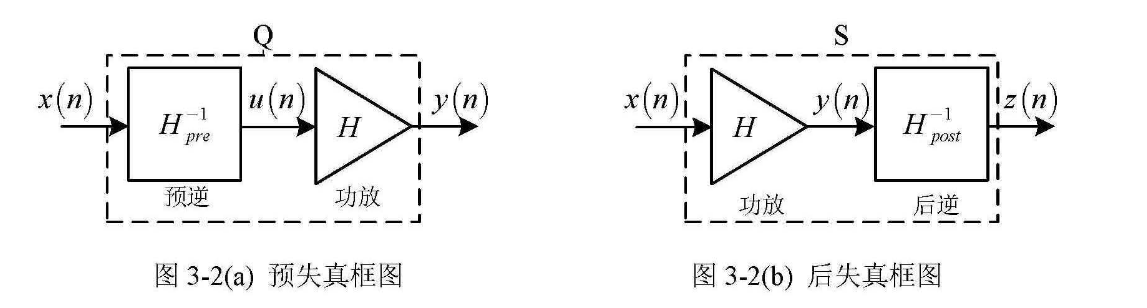 Q
x(n)
H_{pre}^{-1}
u(n)
H
y(n)
预逆
功放
图 3-2(a) 预失真框图
S
x(n)
H
y(n)
H_{post}^{-1}
z(n)
功放
后逆
图 3-2(b) 后失真框图